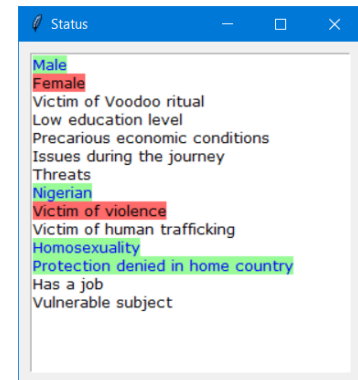 Status
Male
Female
Victim of Voodoo ritual
Low education level
Precarious economic conditions
Issues during the journey
Threats
Nigerian
Victim of violence
Victim of human trafficking
Homosexuality
Protection denied in home country
Has a job
Vulnerable subject